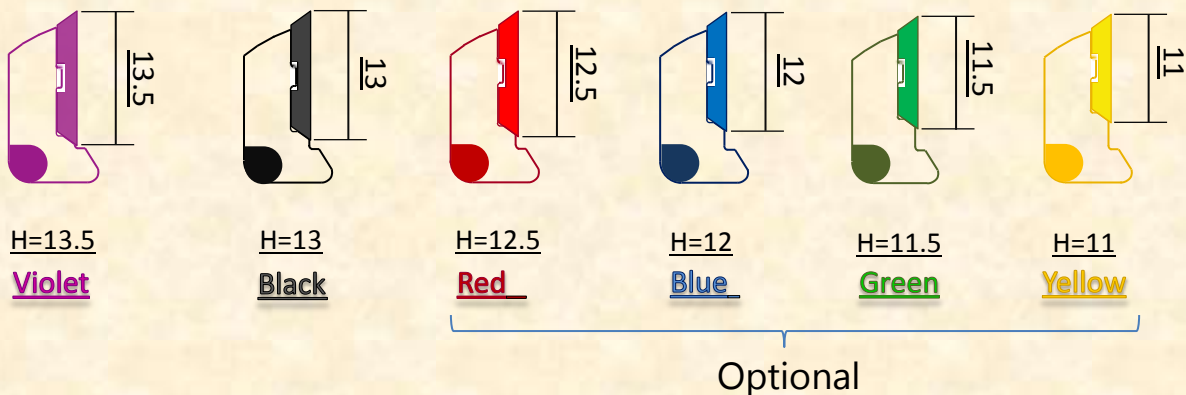 13.5
13
12.5
12
11.5
11
H=13.5
H=13
H=12.5
H=12
H=11.5
H=11
Violet
Black
Red
Blue
Green
Yellow
Optional